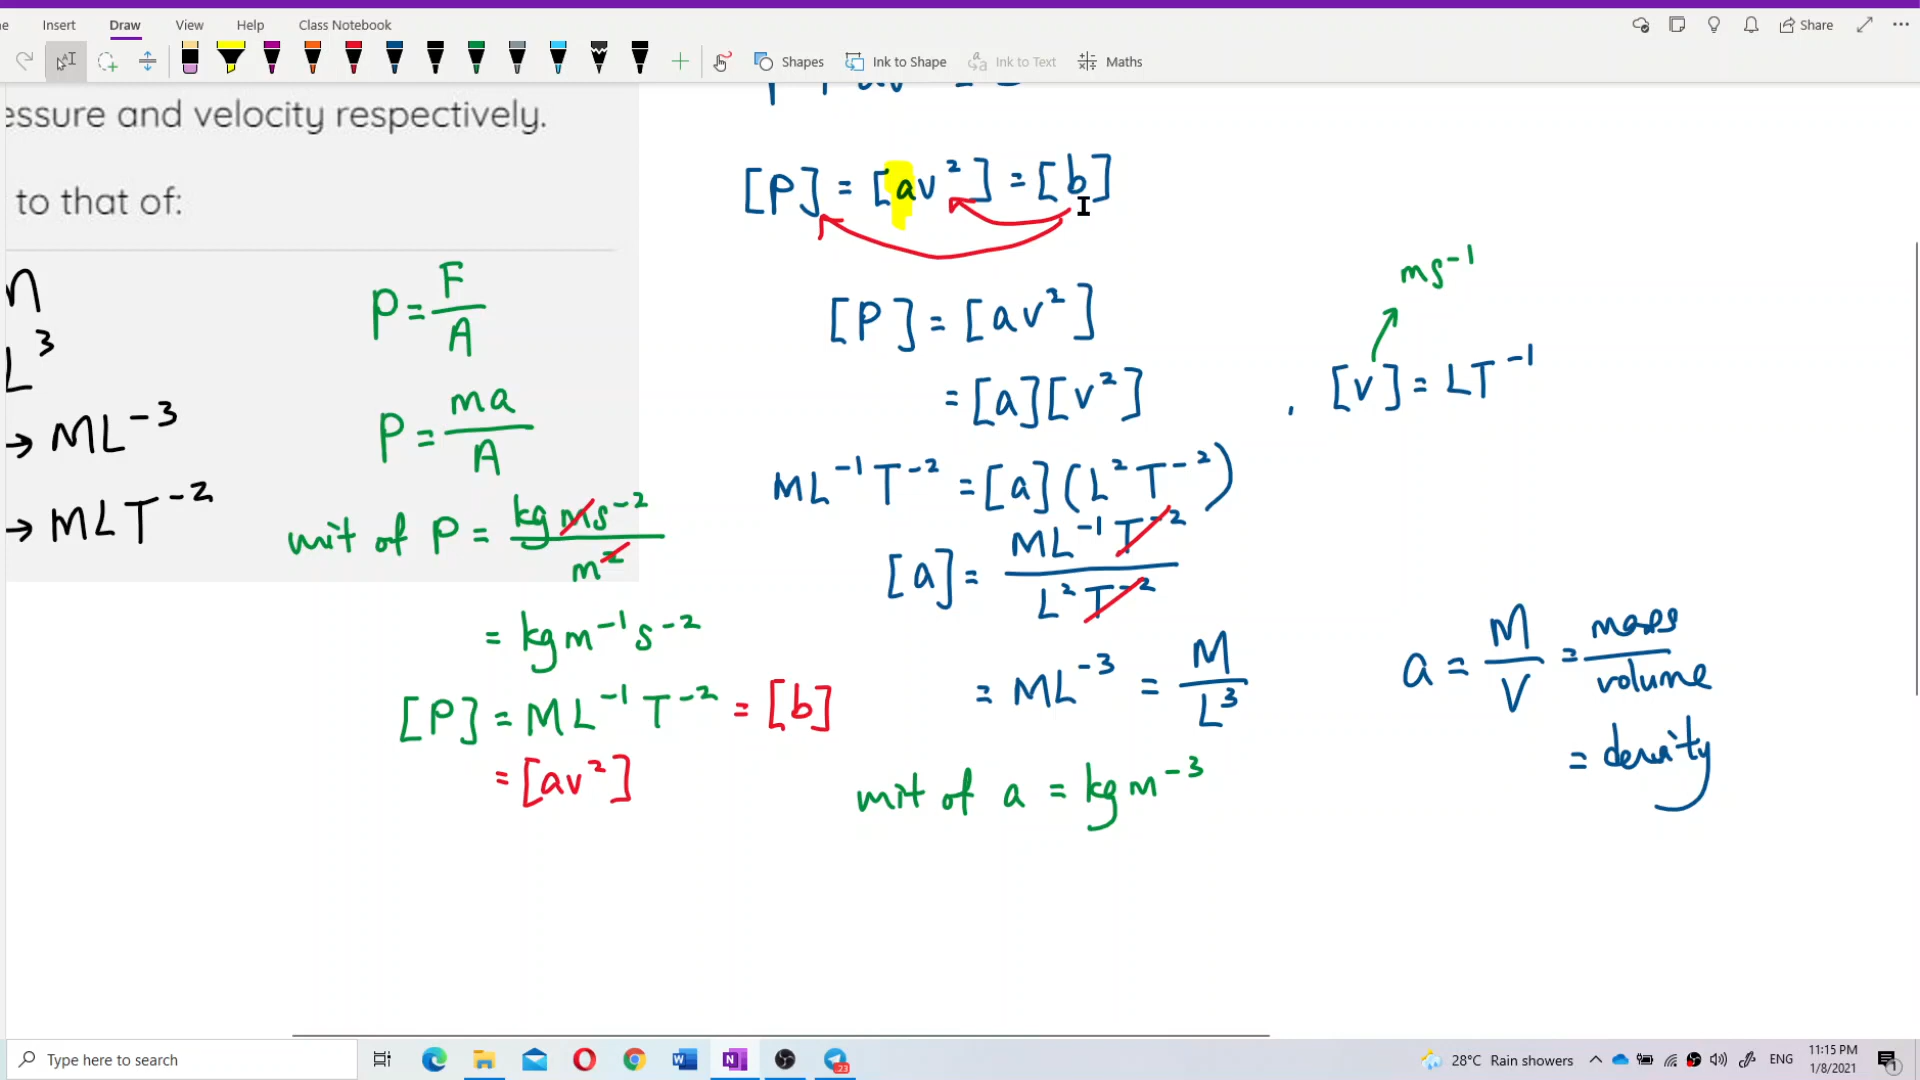 Insert Draw View Help Class Notebook Share
Shapes Ink to Shape Ink to Text Maths
essure and velocity respectively.
to that of:
L³
→ ML⁻³
→ MLT⁻²
P = F/A
P = ma/A
unit of P = kg ms⁻²/m²
= kg m⁻¹ s⁻²
[P] = ML⁻¹T⁻² = [b]
= [av²]
[P] = [av²] = [b]
[P] = [av²]
= [a][v²]
ML⁻¹T⁻² = [a](L²T⁻²)
[a] = ML⁻¹T⁻²/L²T⁻²
= ML⁻³ = M/L³
unit of a = kg m⁻³
ms⁻¹
[v] = LT⁻¹
a = M/V = mass/volume
= density
Type here to search
23
28°C Rain showers
ENG
11:15 PM
1/8/2021
1